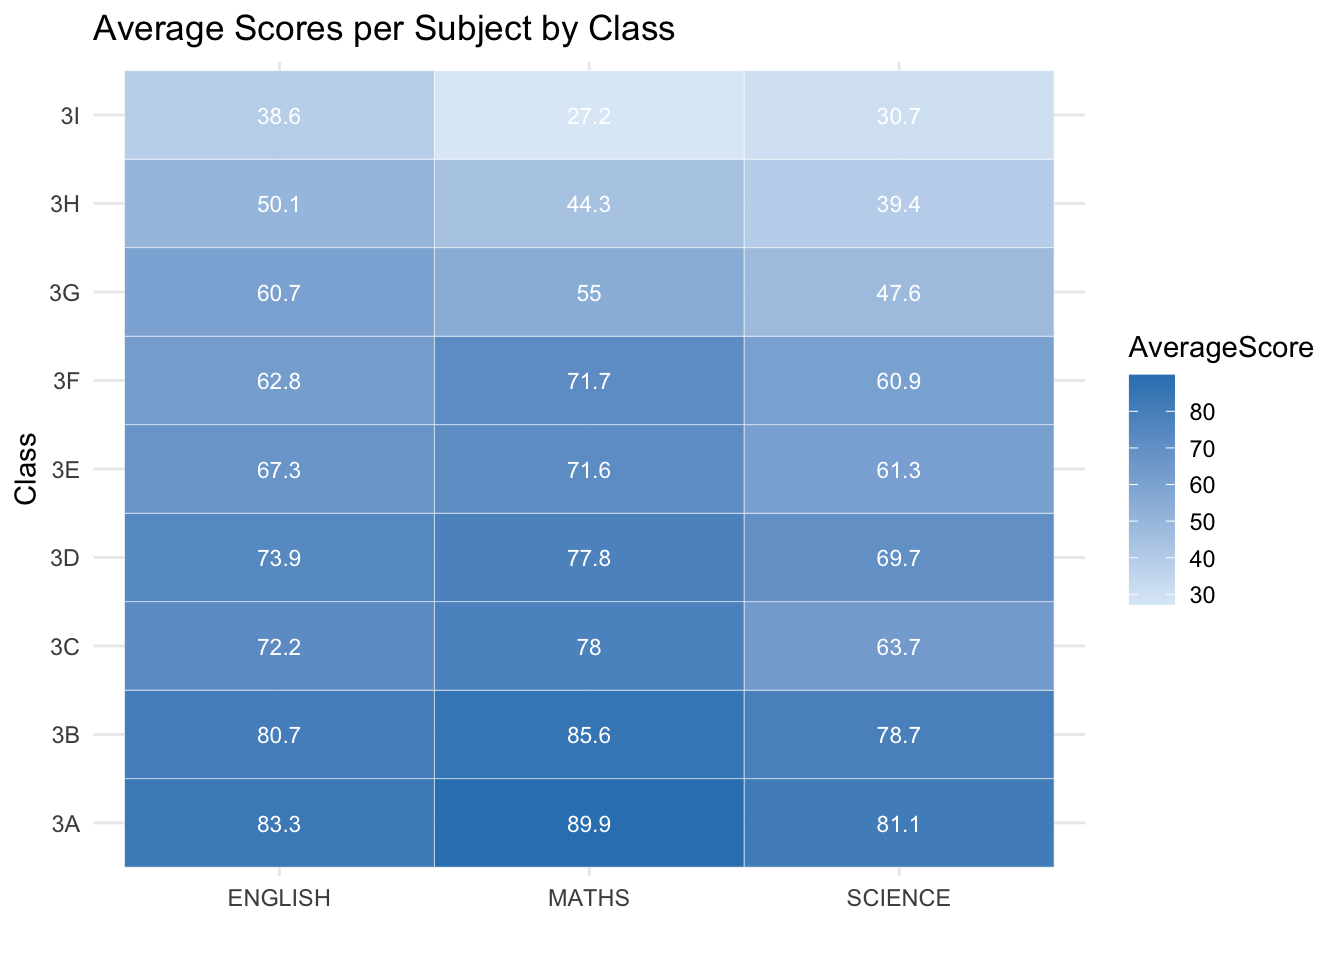 Average Scores per Subject by Class
3I 38.6 27.2 30.7
3H 50.1 44.3 39.4
3G 60.7 55 47.6
3F 62.8 71.7 60.9
3E 67.3 71.6 61.3
3D 73.9 77.8 69.7
3C 72.2 78 63.7
3B 80.7 85.6 78.7
3A 83.3 89.9 81.1
ENGLISH MATHS SCIENCE
Class
AverageScore
80
70
60
50
40
30